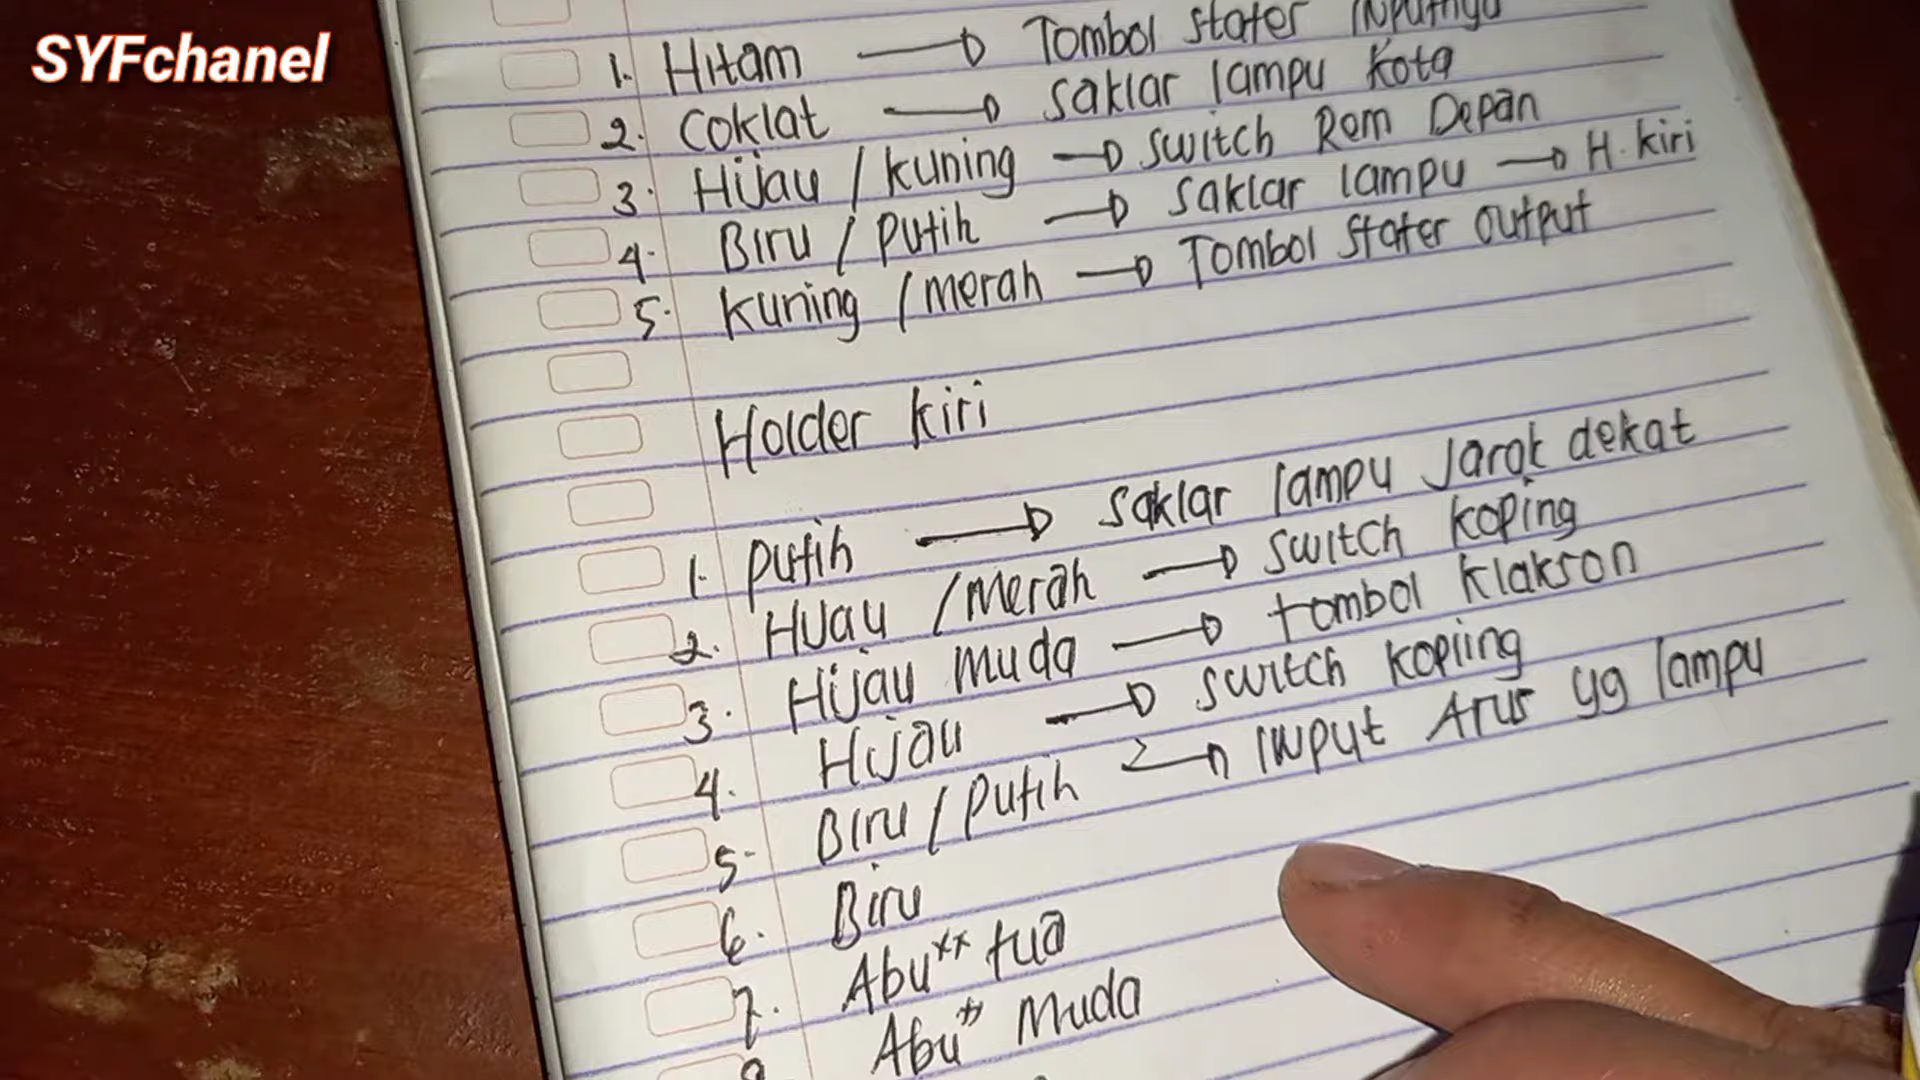 SYFchanel
1. Hitam → Tombol Stater inputnya
2. Coklat → Saklar lampu kota
3. Hijau / kuning → Switch Rem Depan
4. Biru / putih → Saklar lampu → H. kiri
5. kuning / merah → Tombol Stater output
Holder kiri
1. putih → Saklar lampu Jarak dekat
2. Hijau / Merah → Switch koping
3. Hijau Muda → tombol klakson
4. Hijau → Switch kopling
5. Biru / putih → INput Arus yg lampu
6. Biru
7. Abu** tua
8 Abu** Muda